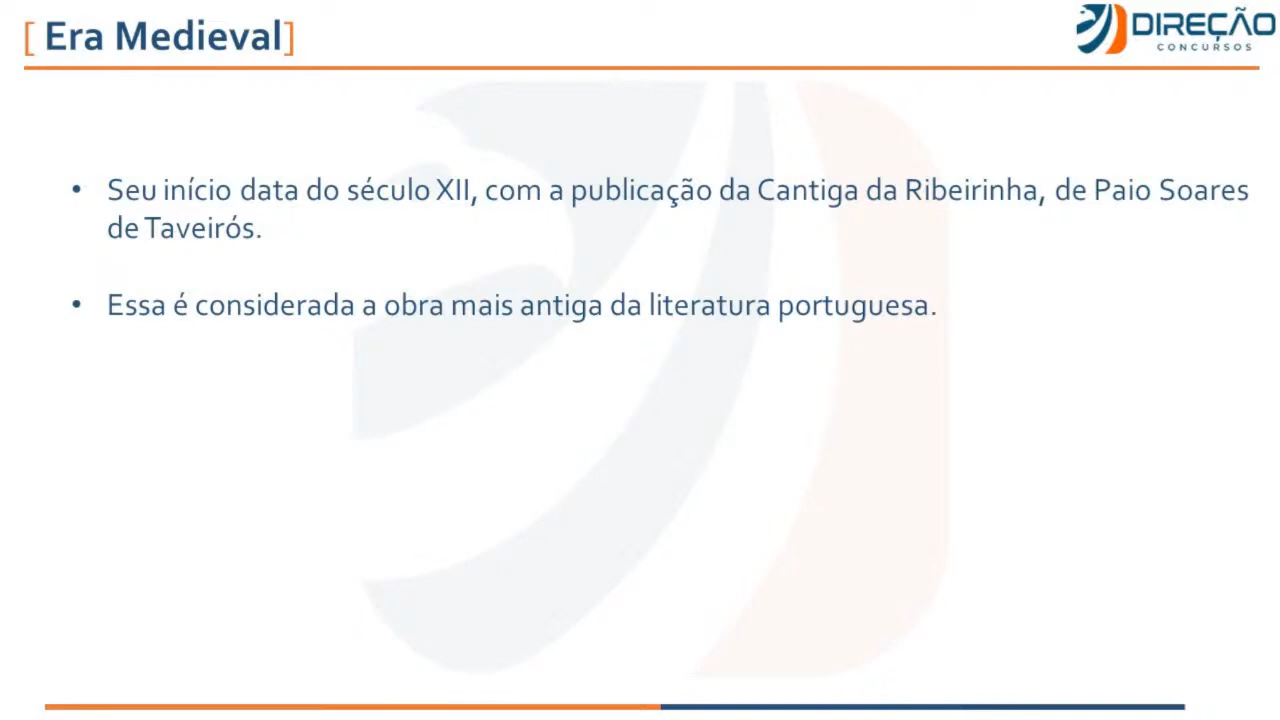 [ Era Medieval]
DIREÇÃO
CONCURSOS
• Seu início data do século XII, com a publicação da Cantiga da Ribeirinha, de Paio Soares
de Taveirós.
• Essa é considerada a obra mais antiga da literatura portuguesa.